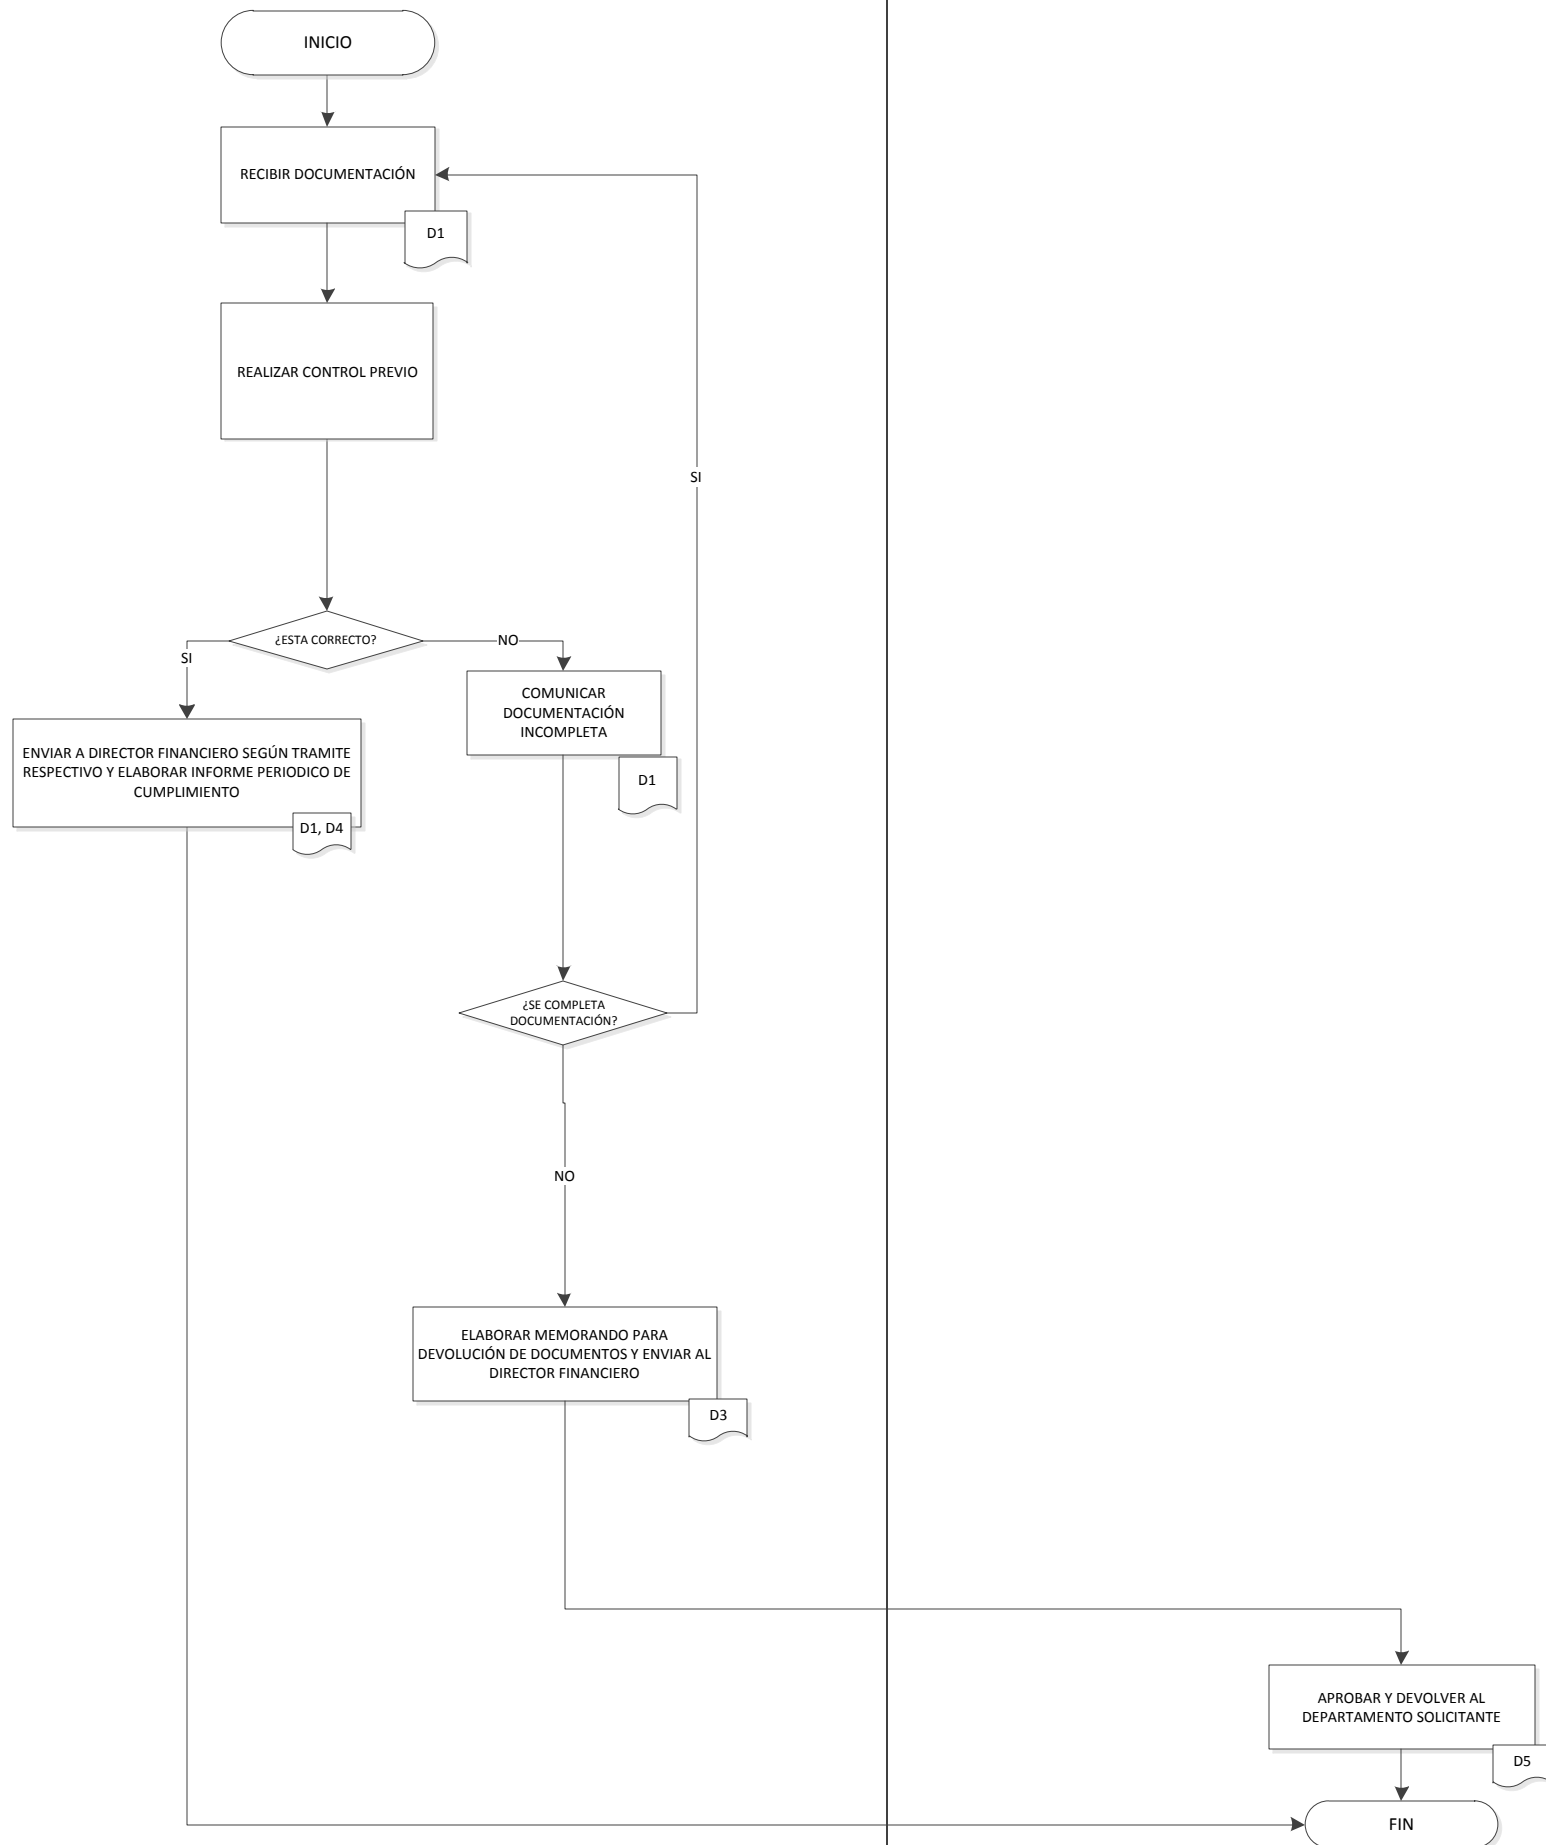 INICIO
RECIBIR DOCUMENTACIÓN
D1
REALIZAR CONTROL PREVIO
SI
¿ESTA CORRECTO?
NO
SI
COMUNICAR
DOCUMENTACIÓN
INCOMPLETA
D1
ENVIAR A DIRECTOR FINANCIERO SEGÚN TRAMITE
RESPECTIVO Y ELABORAR INFORME PERIODICO DE
CUMPLIMIENTO
D1, D4
¿SE COMPLETA
DOCUMENTACIÓN?
NO
ELABORAR MEMORANDO PARA
DEVOLUCIÓN DE DOCUMENTOS Y ENVIAR AL
DIRECTOR FINANCIERO
D3
APROBAR Y DEVOLVER AL
DEPARTAMENTO SOLICITANTE
D5
FIN